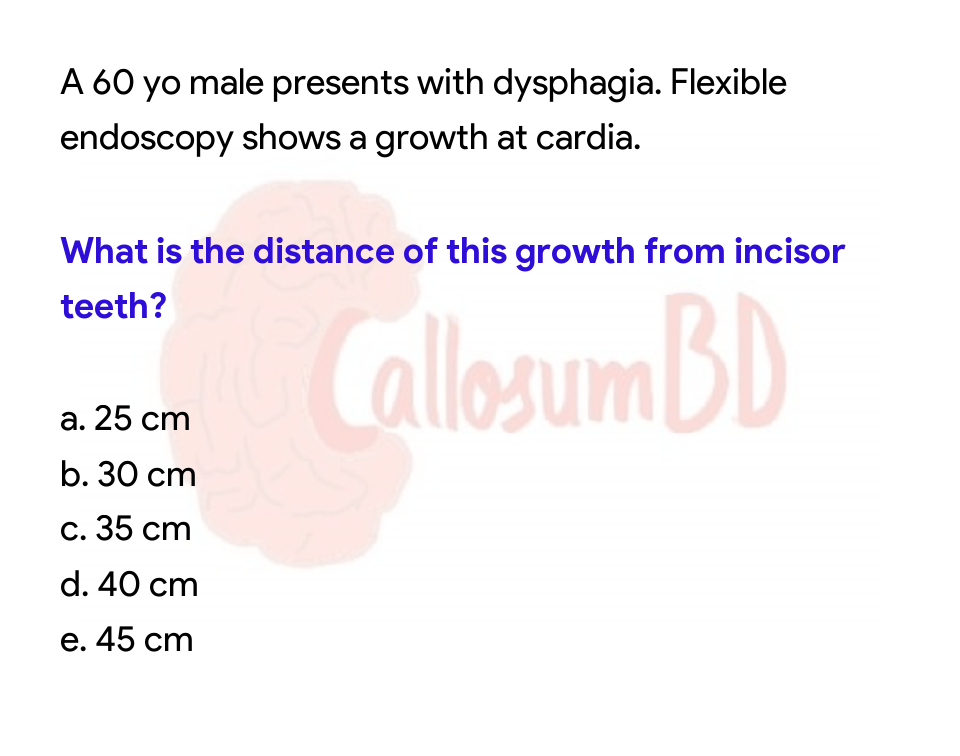 A 60 yo male presents with dysphagia. Flexible
endoscopy shows a growth at cardia.
What is the distance of this growth from incisor
teeth?
CallosumBD
a. 25 cm
b. 30 cm
c. 35 cm
d. 40 cm
e. 45 cm